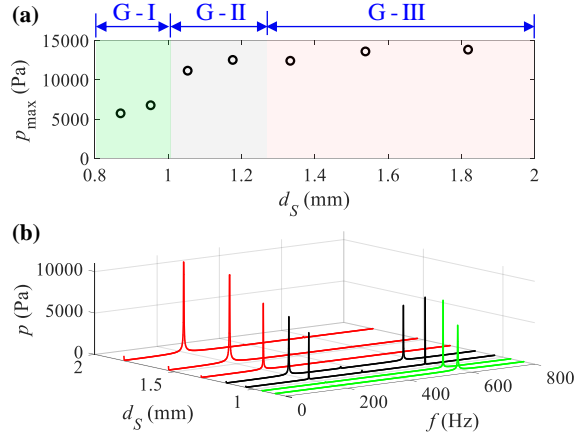 (a)
G - I G - II G - III
15000
10000
5000
0
p_max (Pa)
0.8 1 1.2 1.4 1.6 1.8 2
d_S (mm)
(b)
10000
5000
0
p (Pa)
2
1.5
1
d_S (mm)
0
200
400
600
800
f (Hz)